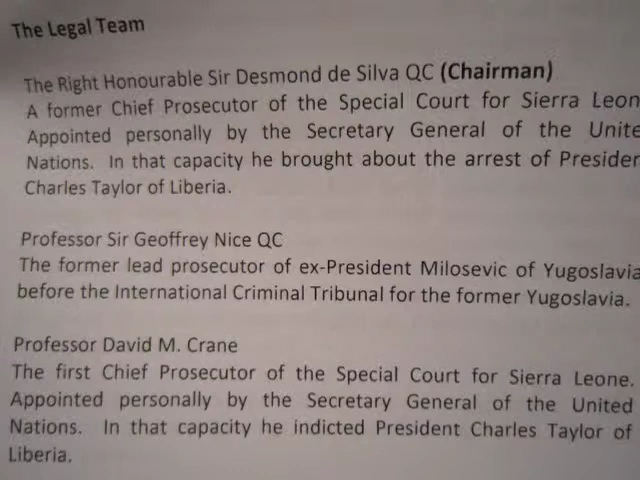 The Legal Team
The Right Honourable Sir Desmond de Silva QC (Chairman)
A former Chief Prosecutor of the Special Court for Sierra Leon
Appointed personally by the Secretary General of the Unite
Nations. In that capacity he brought about the arrest of Presiden
Charles Taylor of Liberia.
Professor Sir Geoffrey Nice QC
The former lead prosecutor of ex-President Milosevic of Yugoslavia
before the International Criminal Tribunal for the former Yugoslavia.
Professor David M. Crane
The first Chief Prosecutor of the Special Court for Sierra Leone.
Appointed personally by the Secretary General of the United
Nations. In that capacity he indicted President Charles Taylor of
Liberia.